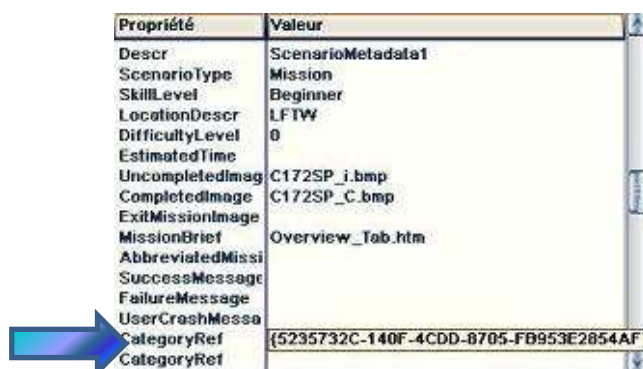 Propriété Valeur
Descr ScenarioMetadata1
ScenarioType Mission
SkillLevel Beginner
LocationDescr LFTW
DifficultyLevel 0
EstimatedTime
UncompletedImag C172SP_i.bmp
CompletedImage C172SP_C.bmp
ExitMissionImage
MissionBrief Overview_Tab.htm
AbbreviatedMissi
SuccessMessage
FailureMessage
UserCrashMessa
CategoryRef {5235732C-140F-4CDD-8705-FB953E2854AF
CategoryRef